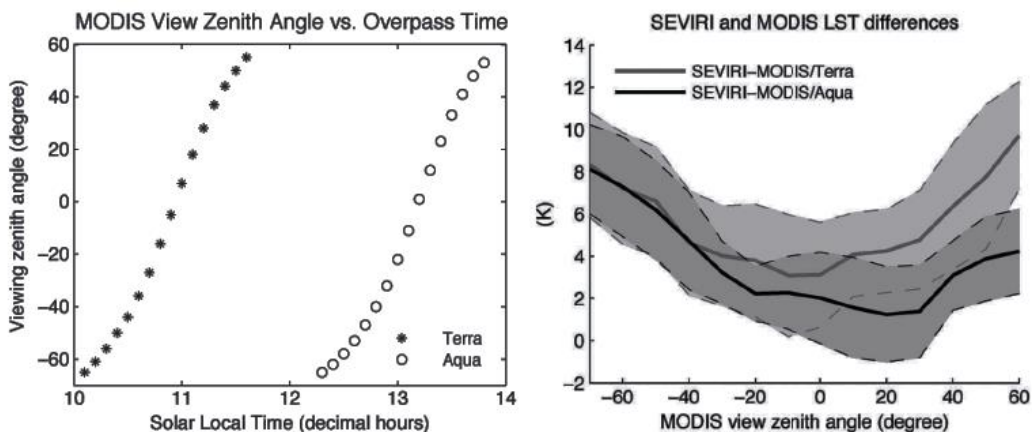 MODIS View Zenith Angle vs. Overpass Time
60
40
20
0
−20
−40
−60
Viewing zenith angle (degree)
Terra
Aqua
10 11 12 13 14
Solar Local Time (decimal hours)
SEVIRI and MODIS LST differences
14
12
10
8
6
4
2
0
−2
(K)
SEVIRI−MODIS/Terra
SEVIRI−MODIS/Aqua
−60 −40 −20 0 20 40 60
MODIS view zenith angle (degree)